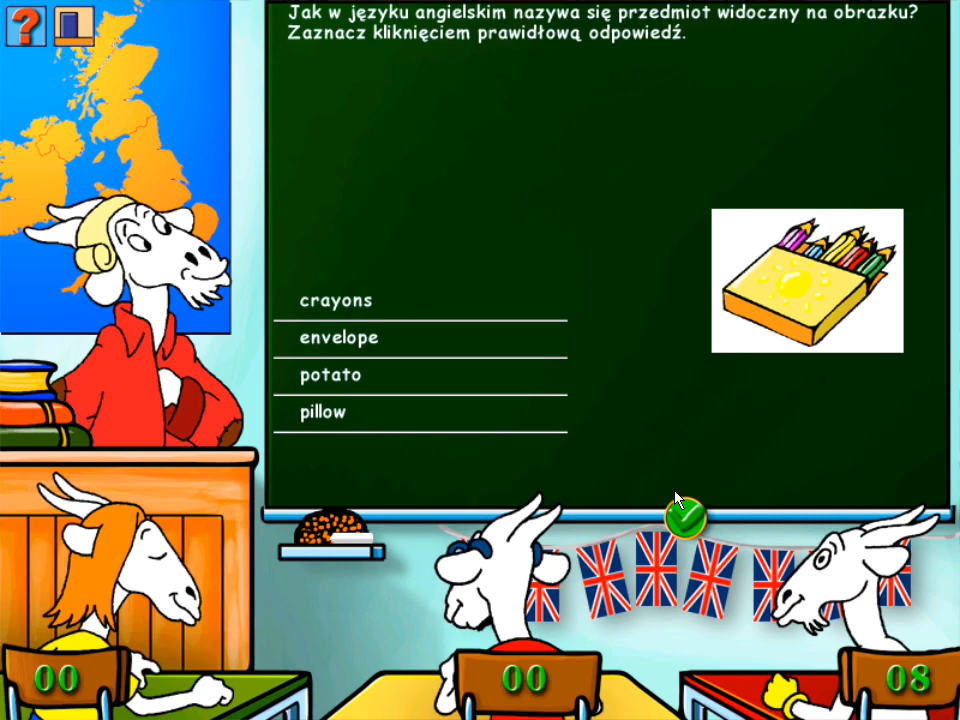 ?
Jak w języku angielskim nazywa się przedmiot widoczny na obrazku?
Zaznacz kliknięciem prawidłową odpowiedź.
crayons
envelope
potato
pillow
00
00
08